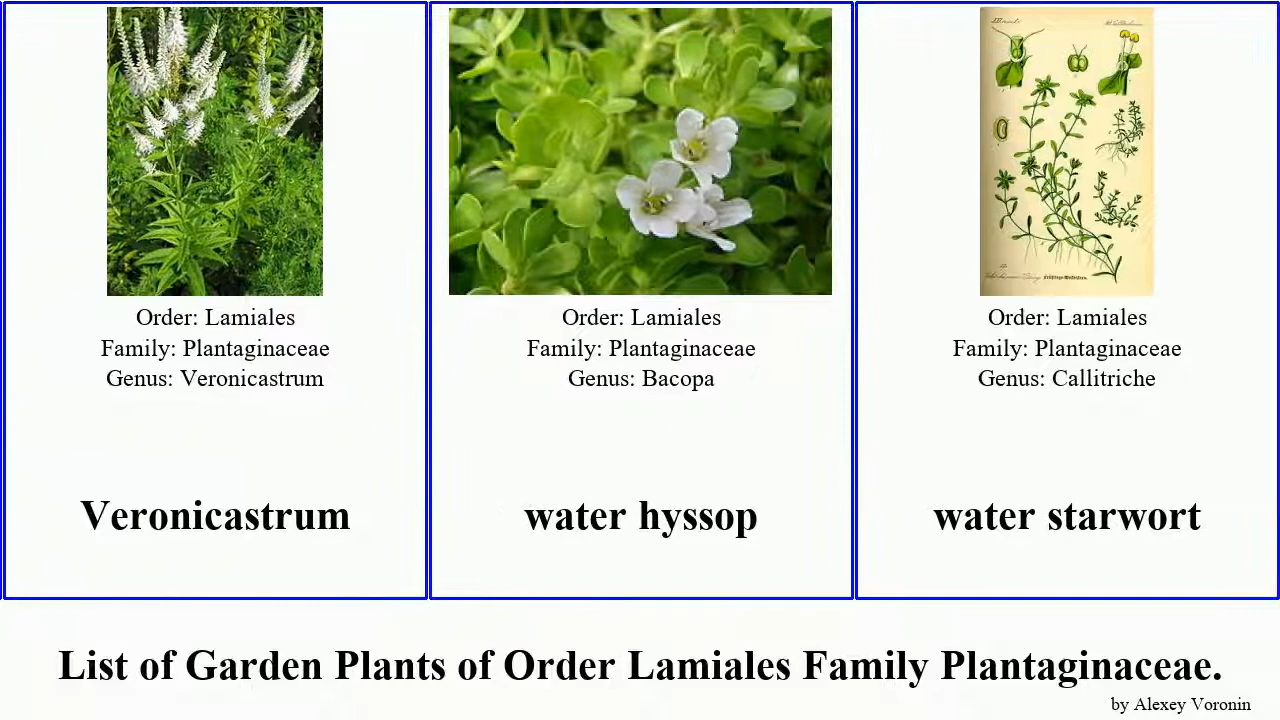 Order: Lamiales
Family: Plantaginaceae
Genus: Veronicastrum
Veronicastrum
Order: Lamiales
Family: Plantaginaceae
Genus: Bacopa
water hyssop
Order: Lamiales
Family: Plantaginaceae
Genus: Callitriche
water starwort
List of Garden Plants of Order Lamiales Family Plantaginaceae.
by Alexey Voronin